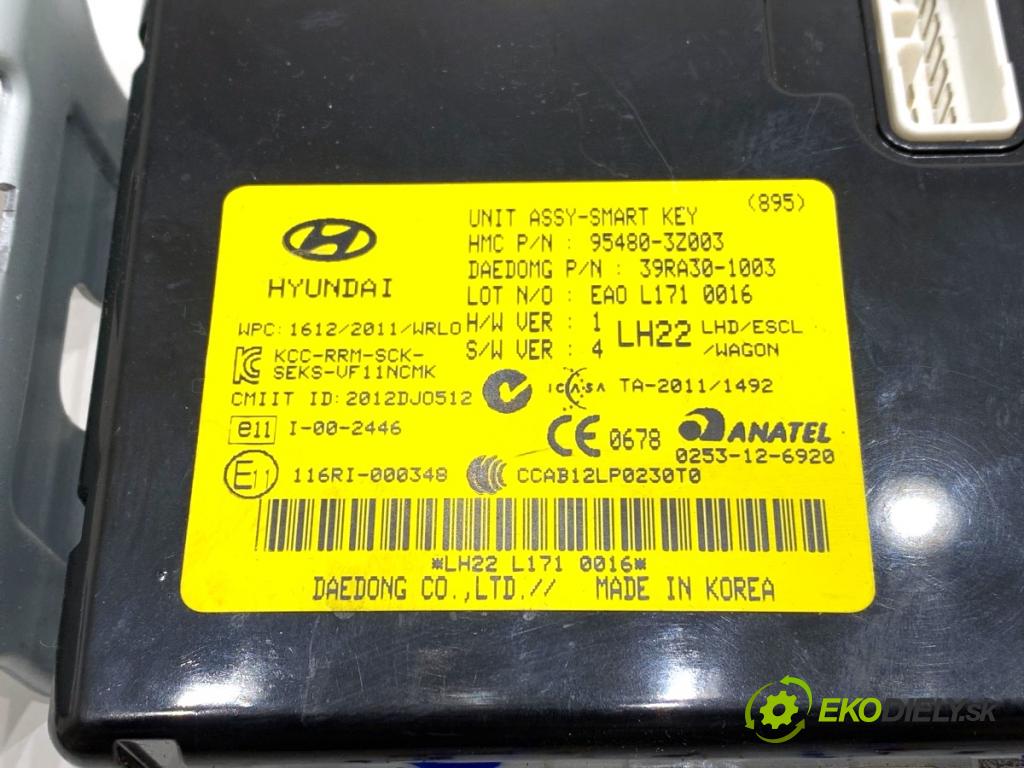 UNIT ASSY-SMART KEY (895)
HMC P/N : 95480-3Z003
DAEDOMG P/N : 39RA30-1003
LOT N/O : EAO L171 0016
H/W VER : 1
S/W VER : 4
LH22 LHD/ESCL
/WAGON
HYUNDAI
WPC: 1612/2011/WRLO
KCC-RRM-SCK-
SEKS-VF11NCMK
CMIIT ID: 2012DJ0512
ICASA TA-2011/1492
e11 I-00-2446
CE 0678 ANATEL
0253-12-6920
E11 116RI-000348 CCAB12LP0230T0
*LH22 L171 0016*
DAEDONG CO.,LTD.// MADE IN KOREA
EKODIELY.SK